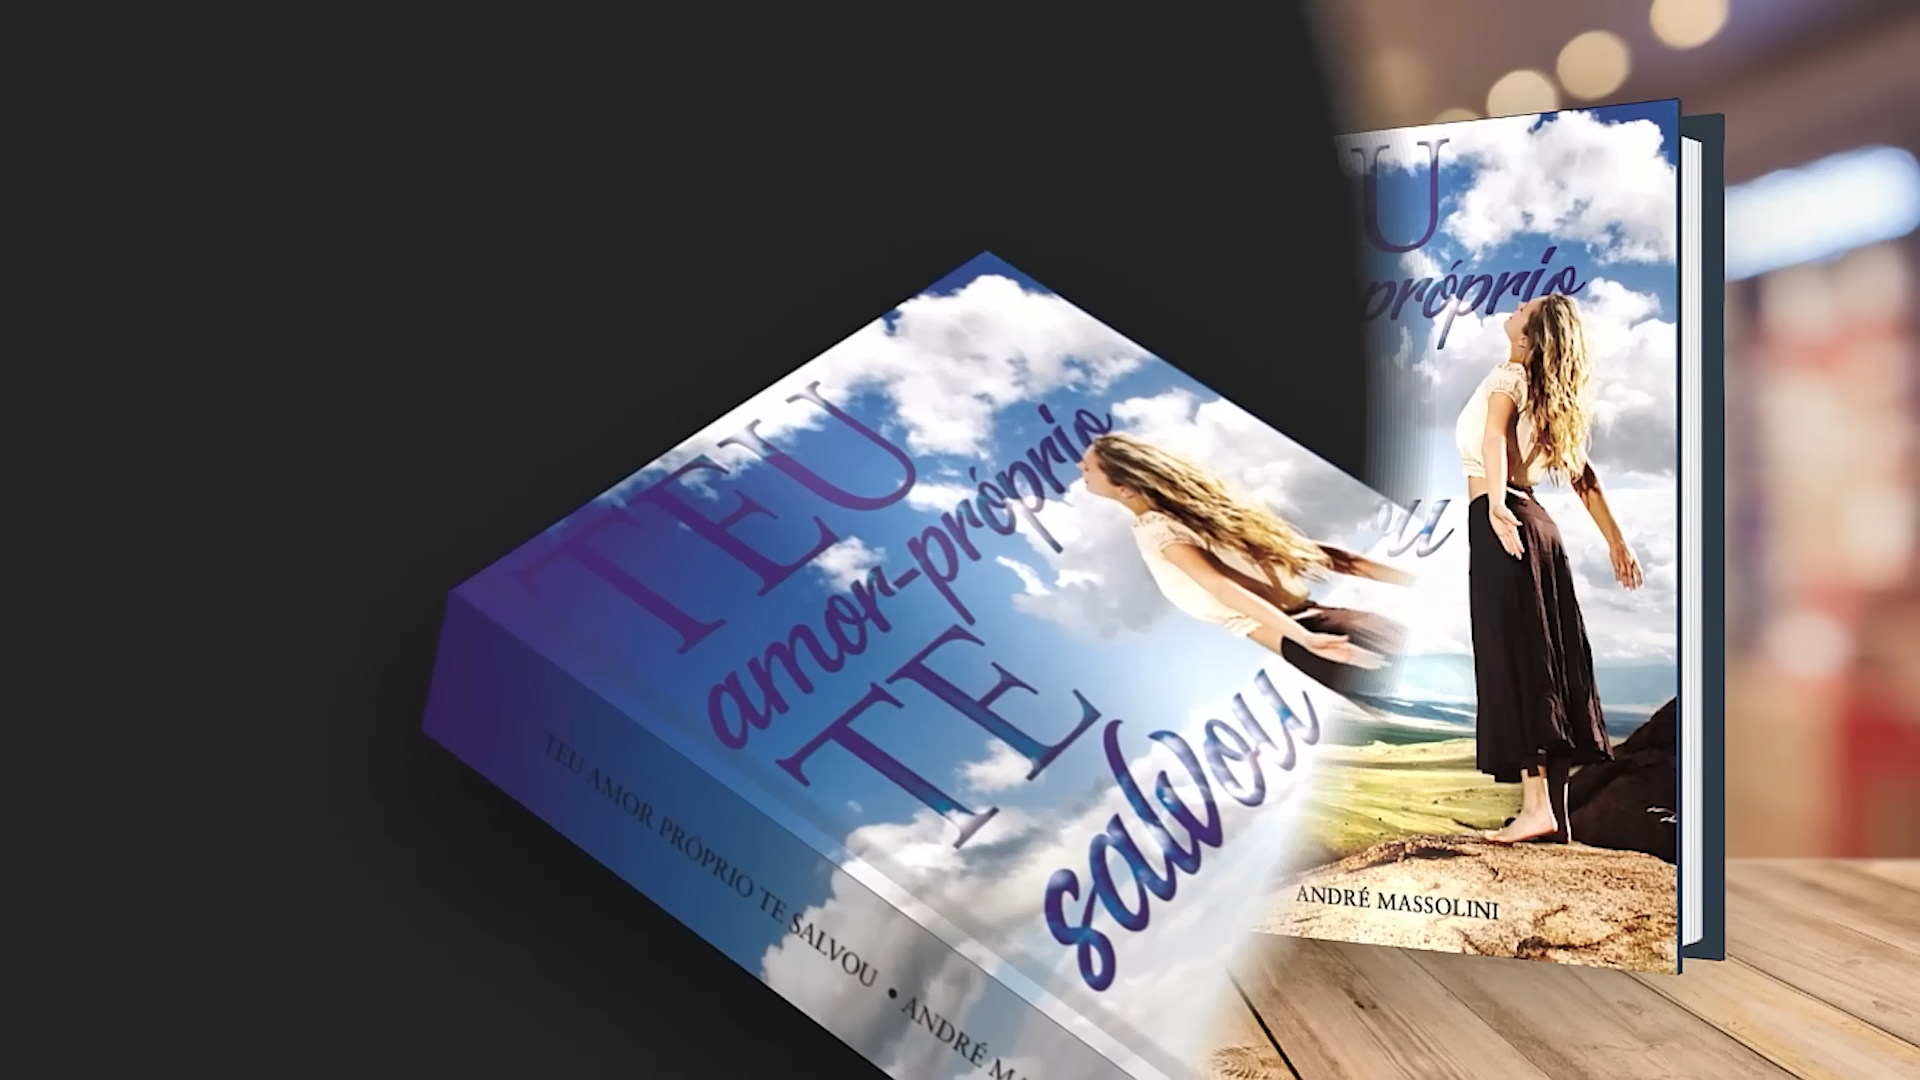 TEU
amor-próprio
TE
salvou
TEU AMOR PRÓPRIO TE SALVOU • ANDRÉ
U
próprio
ou
ANDRÉ MASSOLINI